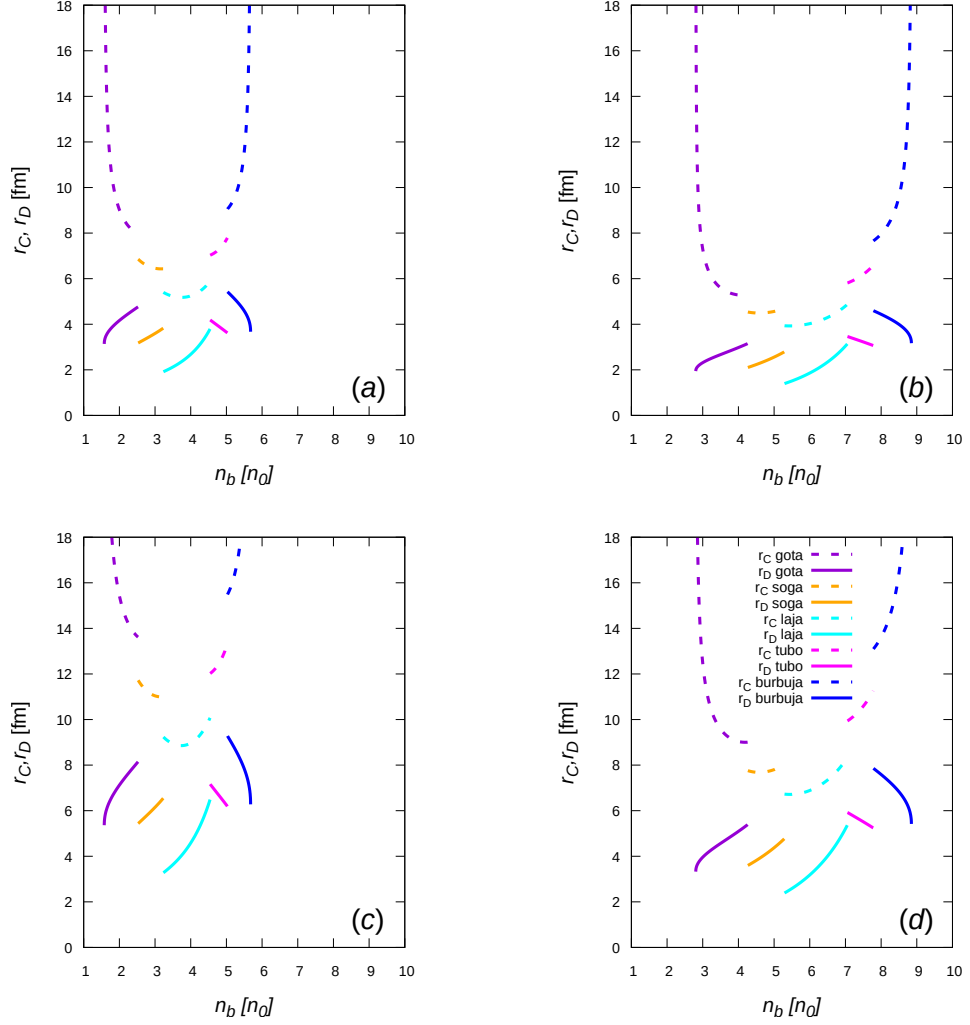 18
16
14
12
10
8
6
4
2
0
r_C, r_D [fm]
(a)
1 2 3 4 5 6 7 8 9 10
n_b [n_0]
18
16
14
12
10
8
6
4
2
0
r_C,r_D [fm]
(b)
1 2 3 4 5 6 7 8 9 10
n_b [n_0]
18
16
14
12
10
8
6
4
2
0
r_C,r_D [fm]
(c)
1 2 3 4 5 6 7 8 9 10
n_b [n_0]
18
16
14
12
10
8
6
4
2
0
r_C,r_D [fm]
r_C gota
r_D gota
r_C soga
r_D soga
r_C laja
r_D laja
r_C tubo
r_D tubo
r_C burbuja
r_D burbuja
(d)
1 2 3 4 5 6 7 8 9 10
n_b [n_0]